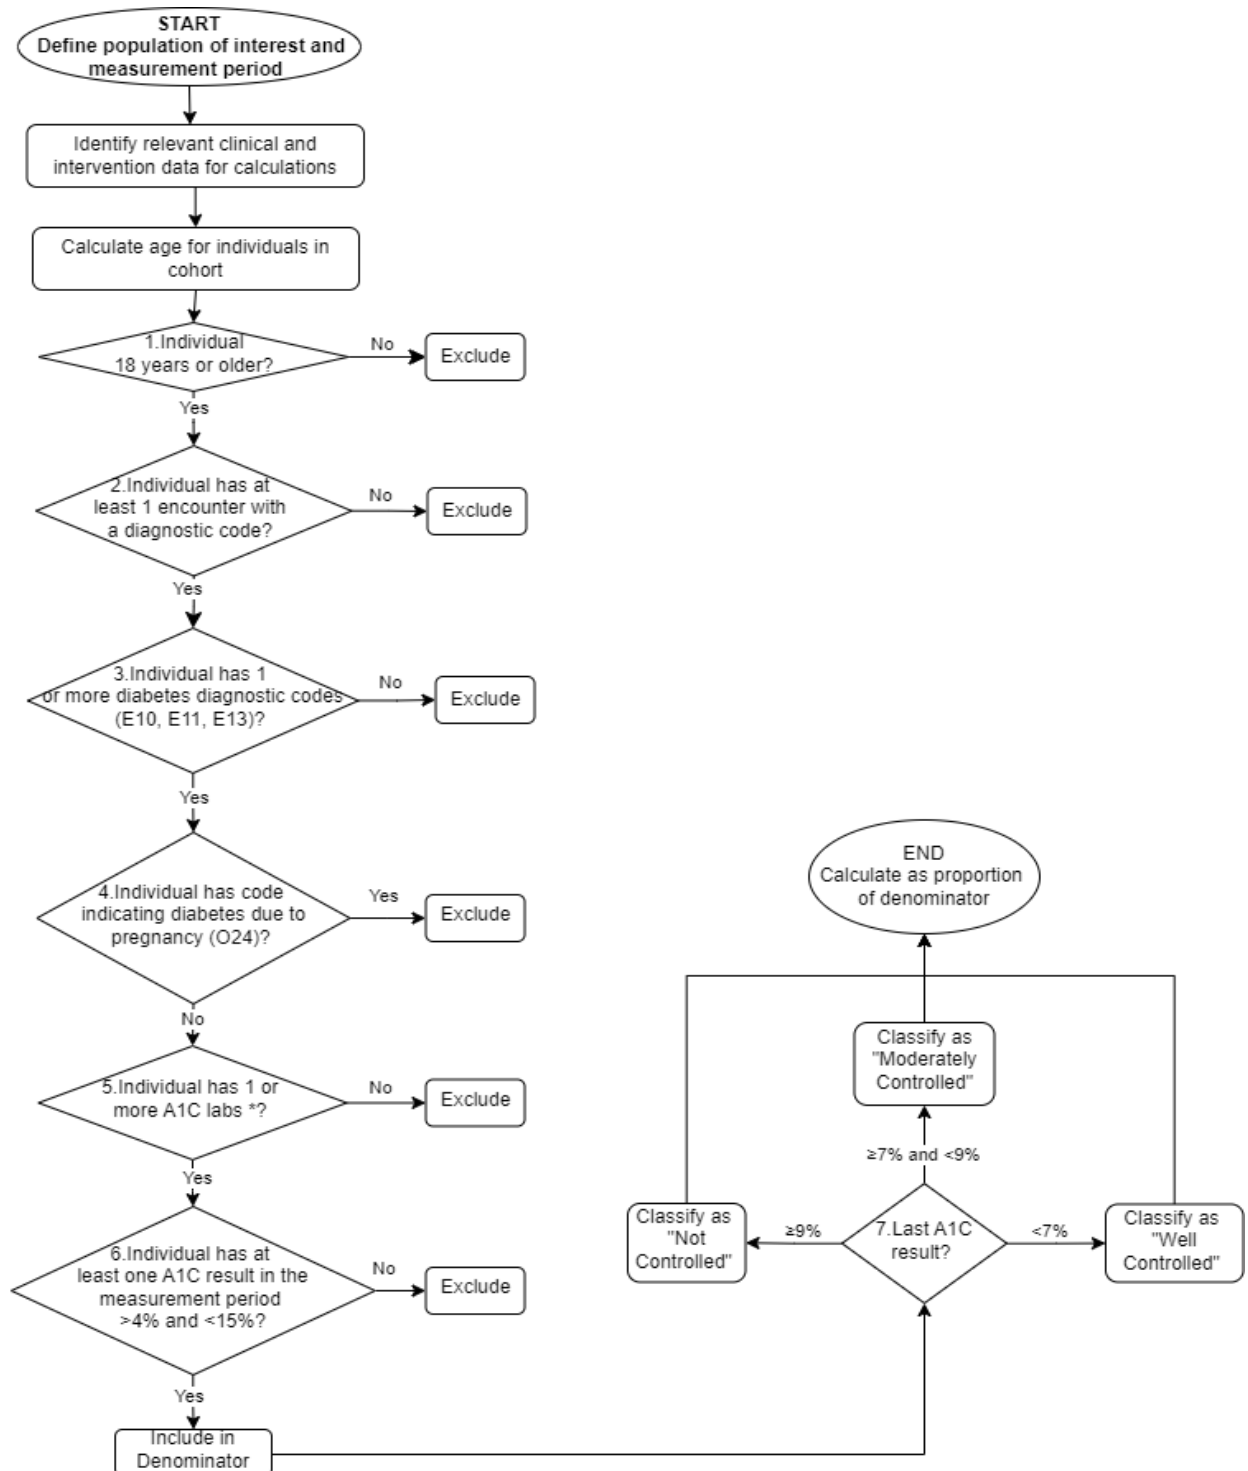 START
Define population of interest and
measurement period
Identify relevant clinical and
intervention data for calculations
Calculate age for individuals in
cohort
1.Individual
18 years or older?
No
Exclude
Yes
2.Individual has at
least 1 encounter with
a diagnostic code?
No
Exclude
Yes
3.Individual has 1
or more diabetes diagnostic codes
(E10, E11, E13)?
No
Exclude
Yes
4.Individual has code
indicating diabetes due to
pregnancy (O24)?
Yes
Exclude
No
5.Individual has 1 or
more A1C labs *?
No
Exclude
Yes
6.Individual has at
least one A1C result in the
measurement period
>4% and <15%?
No
Exclude
Yes
Include in
Denominator
7.Last A1C
result?
≥9%
Classify as
"Not
Controlled"
≥7% and <9%
Classify as
"Moderately
Controlled"
<7%
Classify as
"Well
Controlled"
END
Calculate as proportion
of denominator